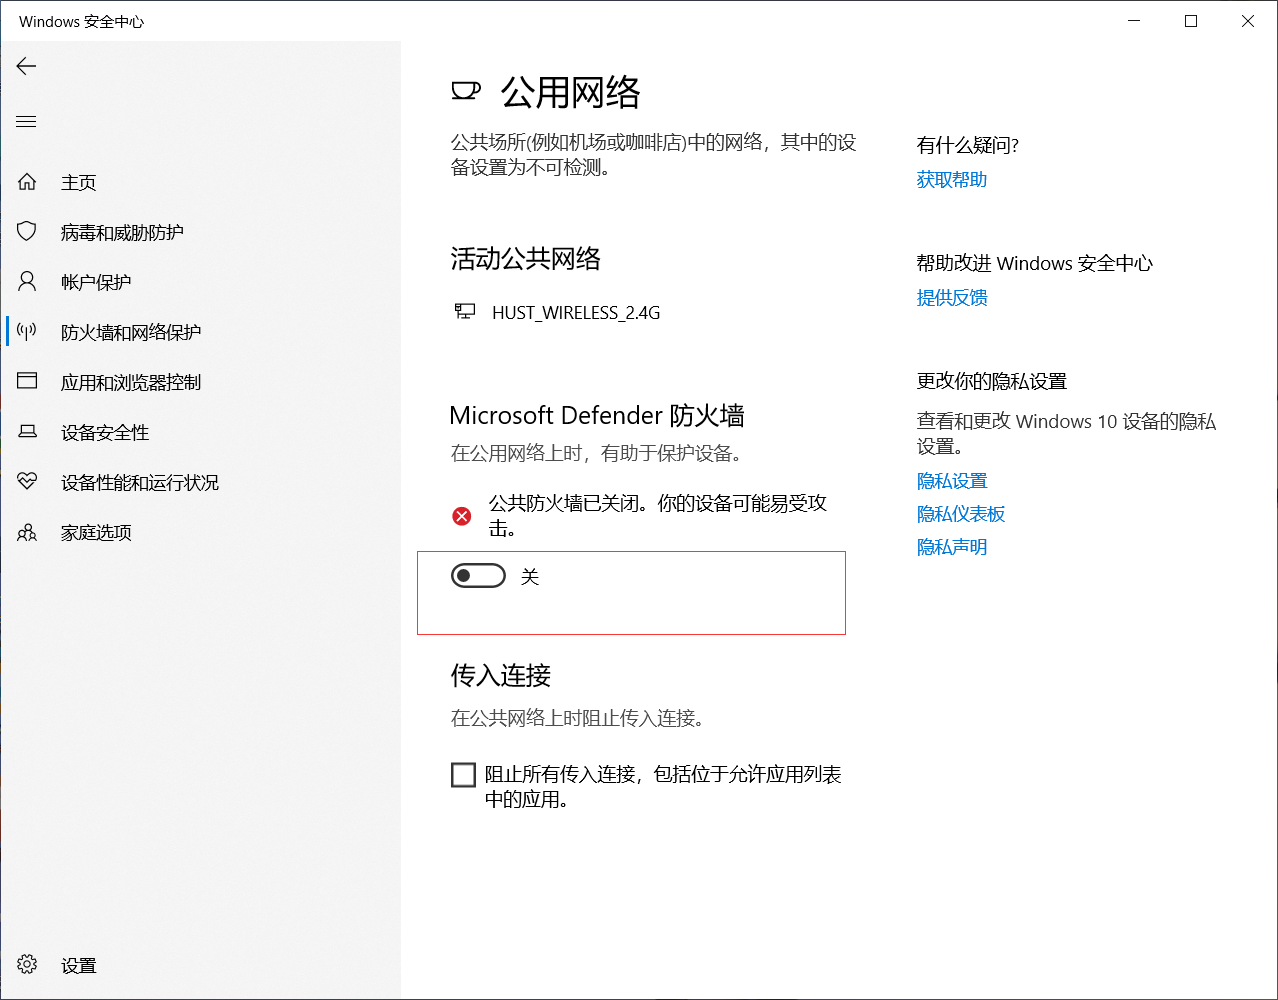 Windows 安全中心
主页
病毒和威胁防护
帐户保护
防火墙和网络保护
应用和浏览器控制
设备安全性
设备性能和运行状况
家庭选项
设置
公用网络
公共场所(例如机场或咖啡店)中的网络，其中的设
备设置为不可检测。
活动公共网络
HUST_WIRELESS_2.4G
Microsoft Defender 防火墙
在公用网络上时，有助于保护设备。
公共防火墙已关闭。你的设备可能易受攻
击。
关
传入连接
在公共网络上时阻止传入连接。
阻止所有传入连接，包括位于允许应用列表
中的应用。
有什么疑问?
获取帮助
帮助改进 Windows 安全中心
提供反馈
更改你的隐私设置
查看和更改 Windows 10 设备的隐私
设置。
隐私设置
隐私仪表板
隐私声明